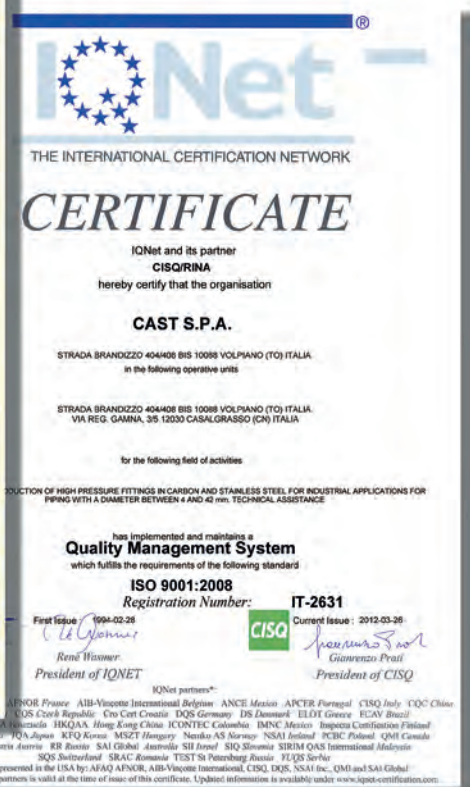 ®
IQNet
THE INTERNATIONAL CERTIFICATION NETWORK
CERTIFICATE
IQNet and its partner
CISQ/RINA
hereby certify that the organisation
CAST S.P.A.
STRADA BRANDIZZO 404/408 BIS 10088 VOLPIANO (TO) ITALIA
in the following operative units
STRADA BRANDIZZO 404/408 BIS 10088 VOLPIANO (TO) ITALIA
VIA REG. GAMNA, 3/5 12030 CASALGRASSO (CN) ITALIA
for the following field of activities
DUCTION OF HIGH PRESSURE FITTINGS IN CARBON AND STAINLESS STEEL FOR INDUSTRIAL APPLICATIONS FOR
PIPING WITH A DIAMETER BETWEEN 4 AND 42 mm. TECHNICAL ASSISTANCE
has implemented and maintains a
Quality Management System
which fulfills the requirements of the following standard
ISO 9001:2008
Registration Number: IT-2631
First Issue : 1994-02-28 CISQ Current Issue : 2012-03-26
René Wasmer Gianrenzo Prati
President of IQNET President of CISQ
IQNet partners*:
AFNOR France AIB-Vinçotte International Belgium ANCE Mexico APCER Portugal CISQ Italy CQC China
CQS Czech Republic Cro Cert Croatia DQS Germany DS Denmark ELOT Greece FCAV Brazil
Venezuela HKQAA Hong Kong China ICONTEC Colombia IMNC Mexico Inspecta Certification Finland
JQA Japan KFQ Korea MSZT Hungary Nemko AS Norway NSAI Ireland PCBC Poland QMI Canada
Austria RR Russia SAI Global Australia SII Israel SIQ Slovenia SIRIM QAS International Malaysia
SQS Switzerland SRAC Romania TEST St Petersburg Russia YUQS Serbia
presented in the USA by: AFAQ AFNOR, AIB-Vinçotte International, CISQ, DQS, NSAI Inc., QMI and SAI Global
partners is valid at the time of issue of this certificate. Updated information is available under www.iqnet-certification.com